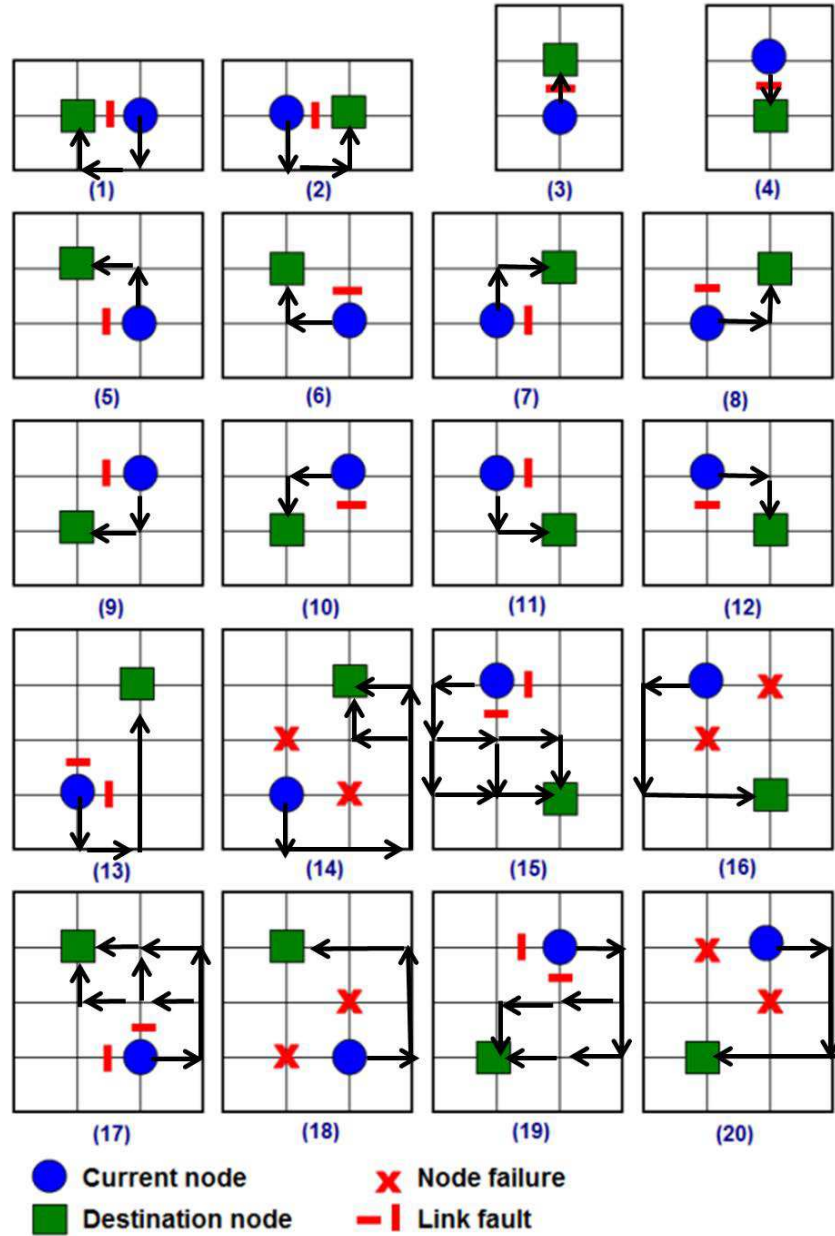 (1) (2) (3) (4)
(5) (6) (7) (8)
(9) (10) (11) (12)
(13) (14) (15) (16)
(17) (18) (19) (20)
Current node Node failure
Destination node Link fault